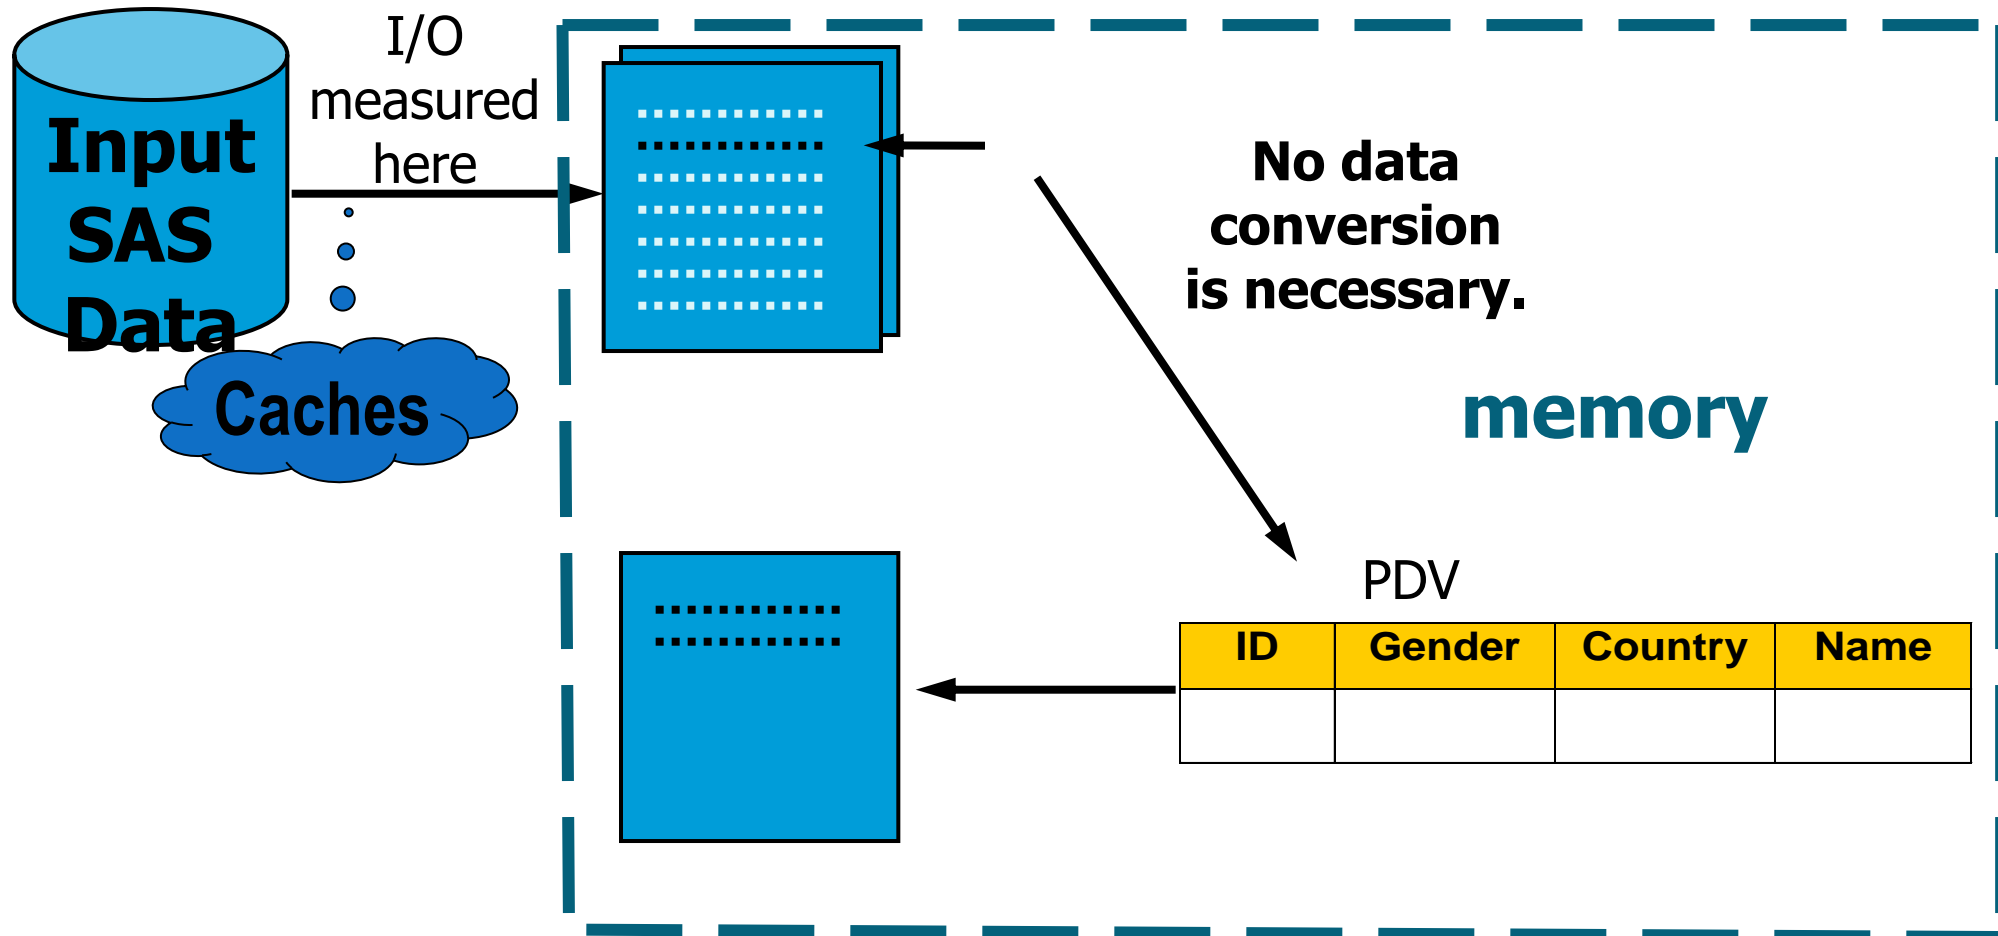 Input
SAS
Data
I/O
measured
here
Caches
No data
conversion
is necessary.
memory
PDV
ID Gender Country Name